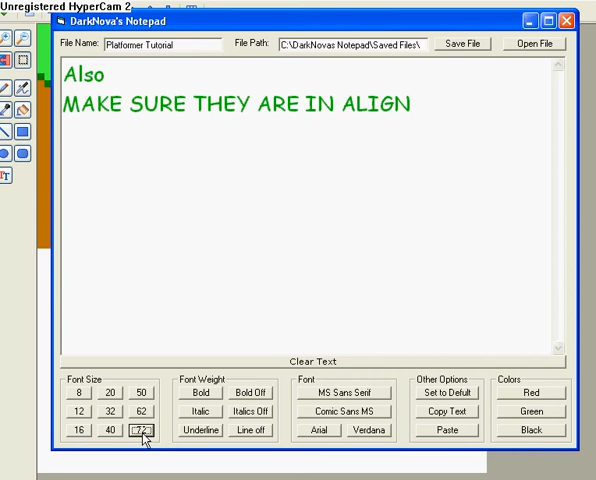 Unregistered HyperCam 2
DarkNova's Notepad
File Name: Platformer Tutorial File Path: C:\DarkNovas Notepad\Saved Files\ Save File Open File
Also
MAKE SURE THEY ARE IN ALIGN
Clear Text
Font Size Font Weight Font Other Options Colors
8 20 50 Bold Bold Off MS Sans Serif Set to Defult Red
12 32 62 Italic Italics Off Comic Sans MS Copy Text Green
16 40 72 Underline Line off Arial Verdana Paste Black